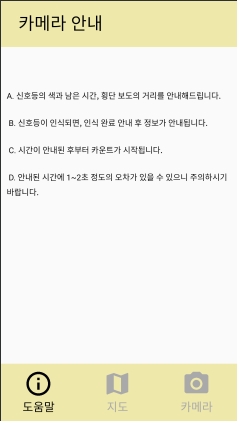 카메라 안내
A. 신호등의 색과 남은 시간, 횡단 보도의 거리를 안내해드립니다.
B. 신호등이 인식되면, 인식 완료 안내 후 정보가 안내됩니다.
C. 시간이 안내된 후부터 카운트가 시작됩니다.
D. 안내된 시간에 1~2초 정도의 오차가 있을 수 있으니 주의하시기
바랍니다.
도움말 지도 카메라